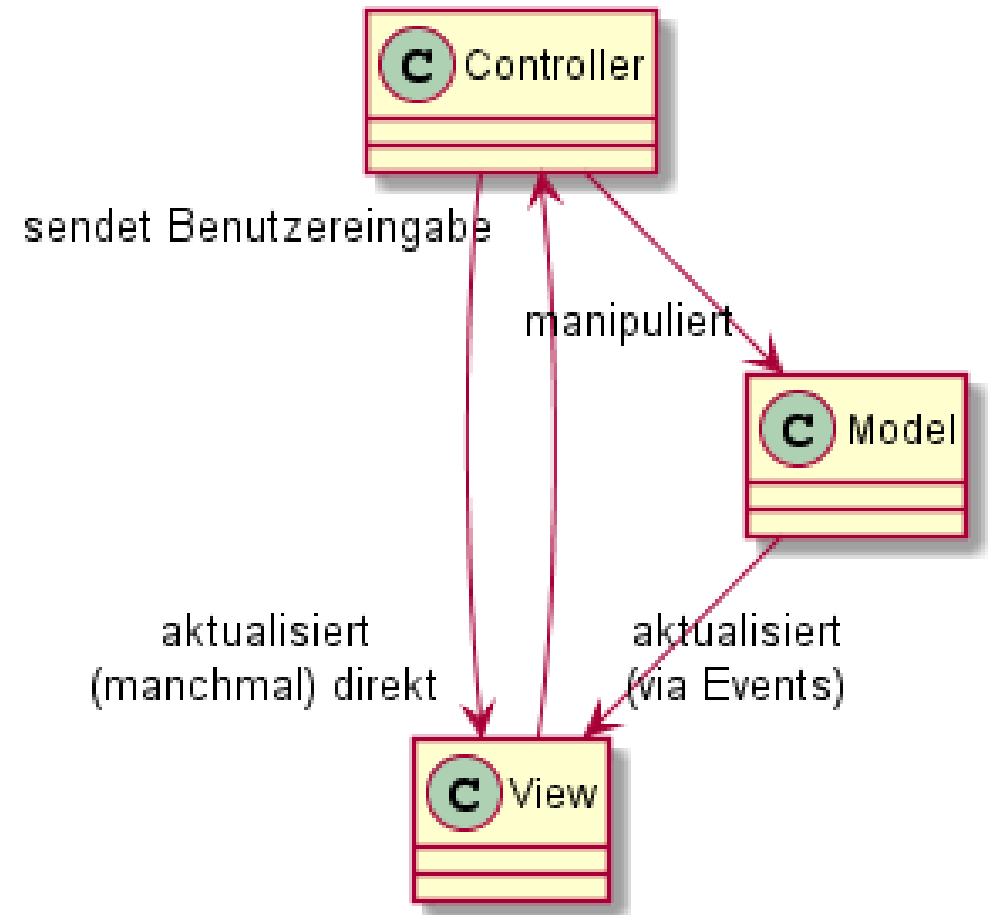 C Controller
sendet Benutzereingabe
manipuliert
C Model
aktualisiert
(manchmal) direkt
aktualisiert
(via Events)
C View